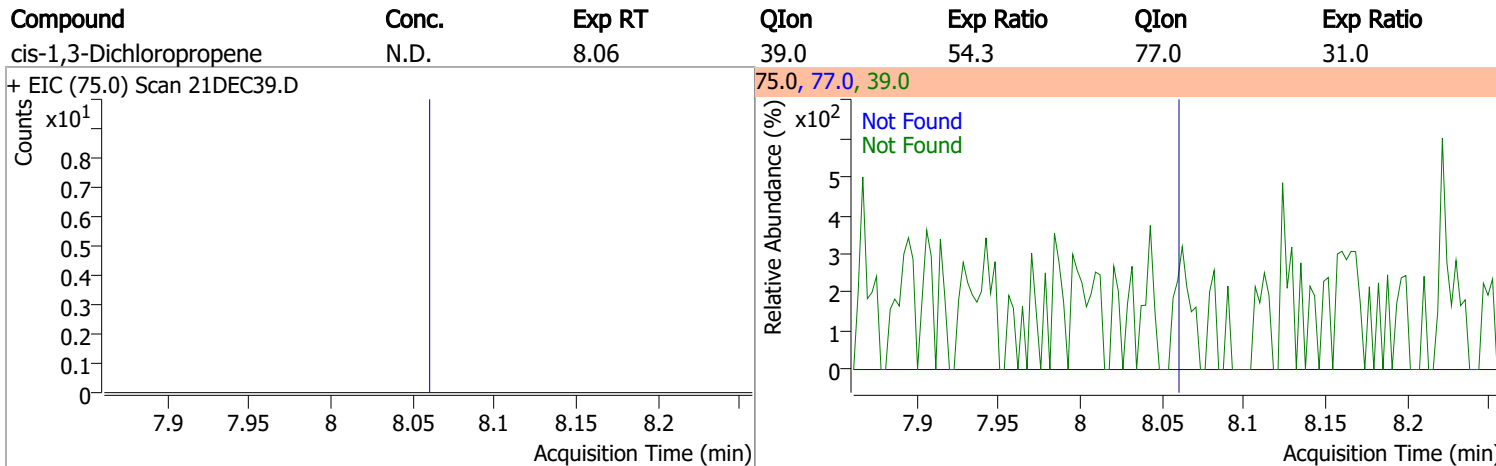 Compound Conc. Exp RT QIon Exp Ratio QIon Exp Ratio
cis-1,3-Dichloropropene N.D. 8.06 39.0 54.3 77.0 31.0
+ EIC (75.0) Scan 21DEC39.D
Counts
x10¹
0.8
0.7
0.6
0.5
0.4
0.3
0.2
0.1
0
7.9 7.95 8 8.05 8.1 8.15 8.2
Acquisition Time (min)
75.0, 77.0, 39.0
Relative Abundance (%)
x10²
Not Found
Not Found
5
4
3
2
1
0
7.9 7.95 8 8.05 8.1 8.15 8.2
Acquisition Time (min)